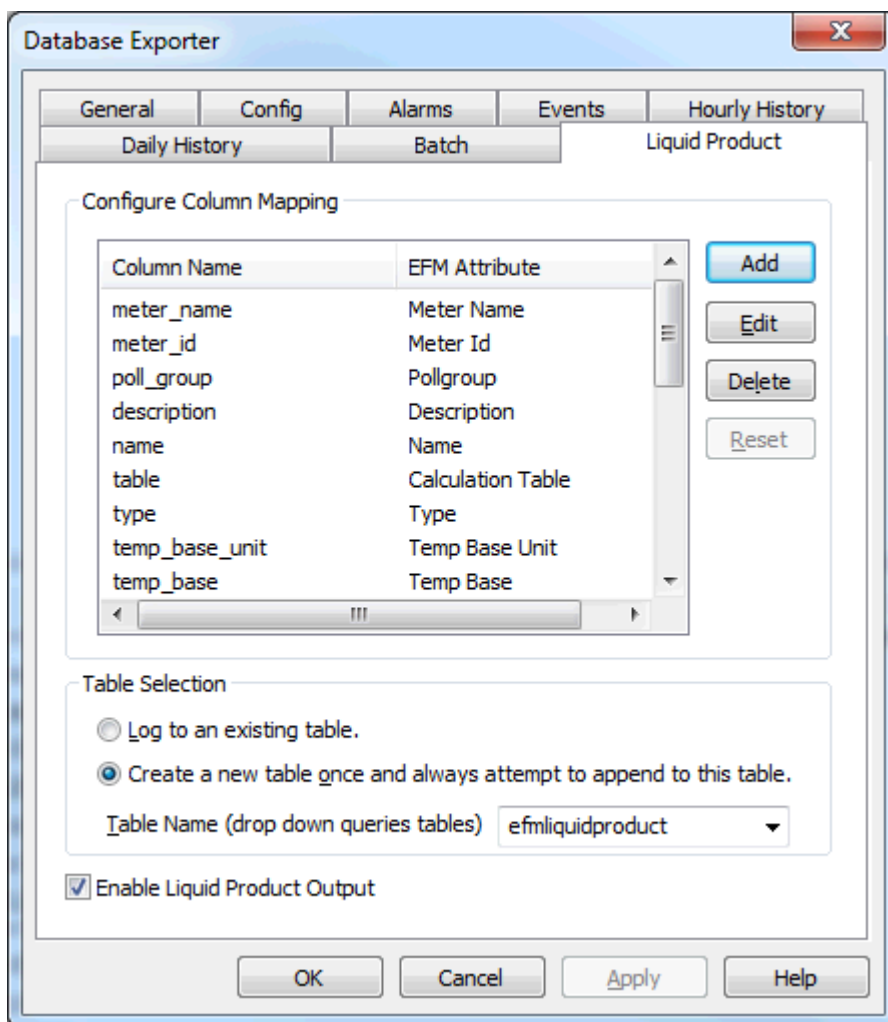 Database Exporter
General Config Alarms Events Hourly History
Daily History Batch Liquid Product
Configure Column Mapping
Column Name EFM Attribute
meter_name Meter Name
meter_id Meter Id
poll_group Pollgroup
description Description
name Name
table Calculation Table
type Type
temp_base_unit Temp Base Unit
temp_base Temp Base
Add
Edit
Delete
Reset
Table Selection
Log to an existing table.
Create a new table once and always attempt to append to this table.
Table Name (drop down queries tables) efmliquidproduct
Enable Liquid Product Output
OK Cancel Apply Help